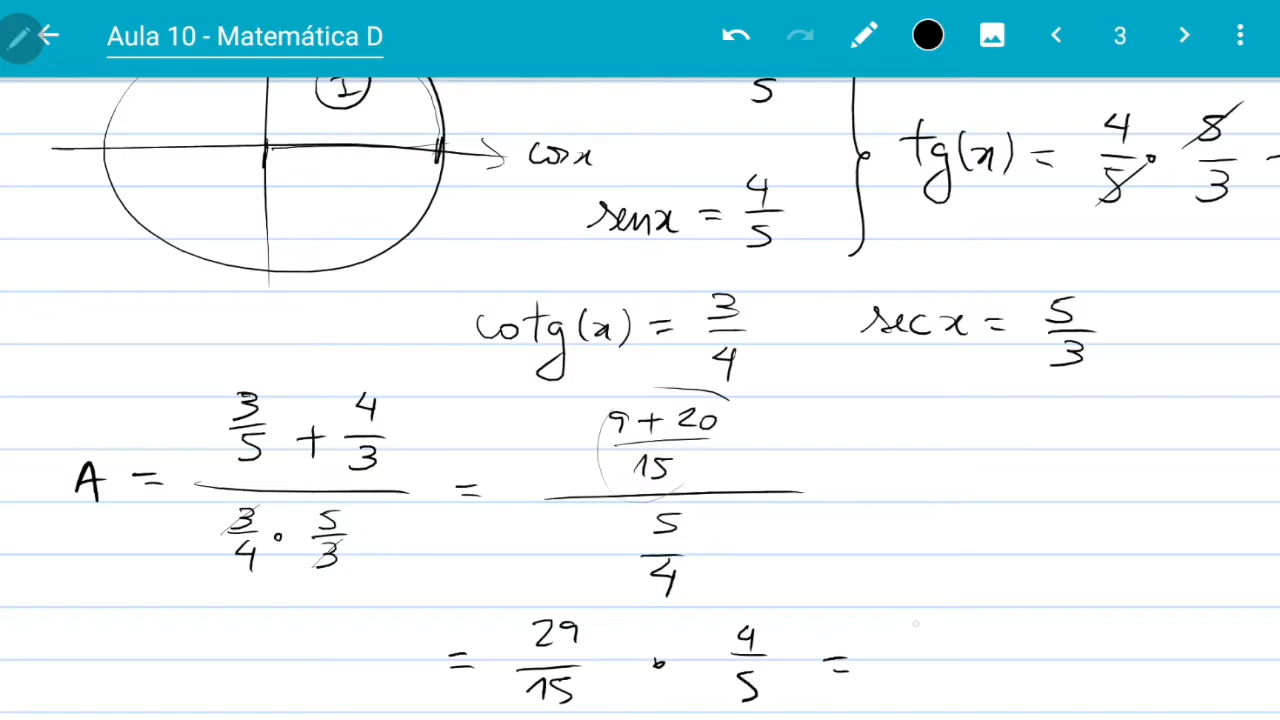 Aula 10 - Matemática D
3
I
5
cos x
tg(x) = 4/5 · 5/3 =
sen x = 4/5
cotg(x) = 3/4
sec x = 5/3
A = (3/5 + 4/3)/(3/4 · 5/3) = ((9 + 20)/15)/(5/4)
= 29/15 · 4/5 =